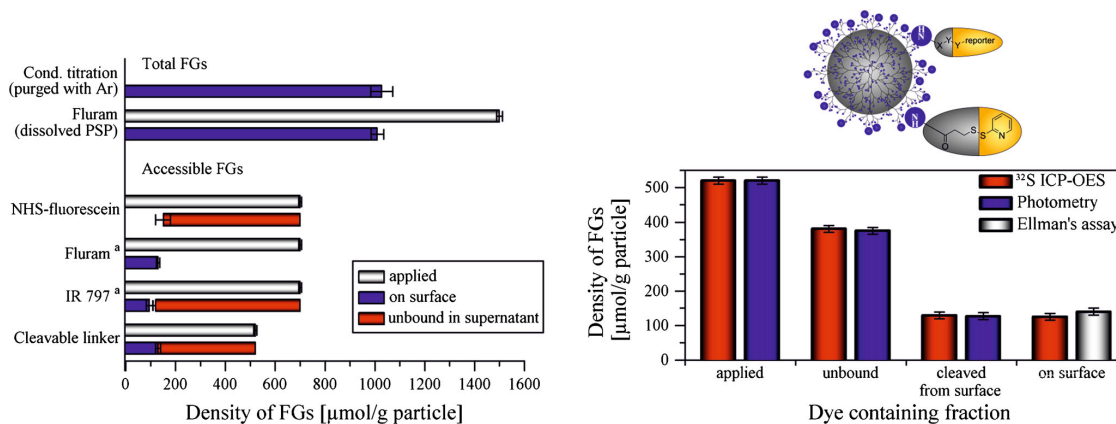 Total FGs
Cond. titration
(purged with Ar)
Fluram
(dissolved PSP)
Accessible FGs
NHS-fluorescein
Fluram a
IR 797 a
Cleavable linker
applied
on surface
unbound in supernatant
0 200 400 600 800 1000 1200 1400 1600
Density of FGs [µmol/g particle]
HN
X Y Y reporter
NH
O
S
S
N
Density of FGs
[µmol/g particle]
500
400
300
200
100
0
³²S ICP-OES
Photometry
Ellman's assay
applied unbound cleaved on surface
from surface
Dye containing fraction